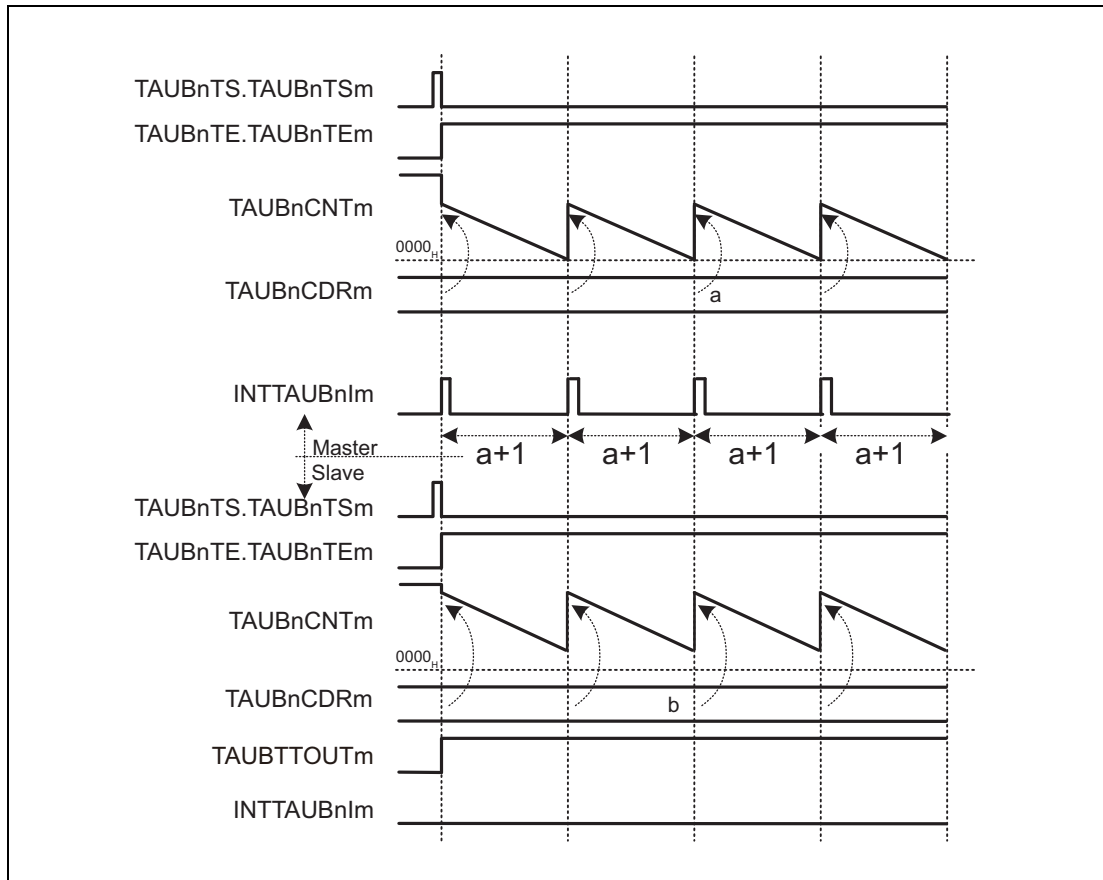 TAUBnTS.TAUBnTSm
TAUBnTE.TAUBnTEm
TAUBnCNTm
0000H
TAUBnCDRm
a
INTTAUBnIm
Master
Slave
a+1 a+1 a+1 a+1
TAUBnTS.TAUBnTSm
TAUBnTE.TAUBnTEm
TAUBnCNTm
0000H
TAUBnCDRm
b
TAUBTTOUTm
INTTAUBnIm